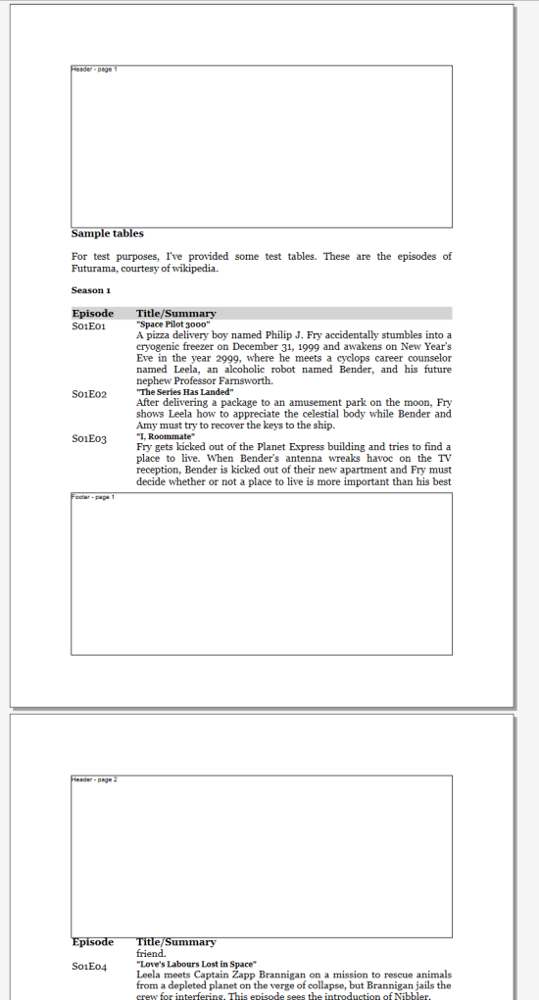 Header - page 1
Sample tables
For test purposes, I've provided some test tables. These are the episodes of
Futurama, courtesy of wikipedia.
Season 1
Episode Title/Summary
S01E01 "Space Pilot 3000"
A pizza delivery boy named Philip J. Fry accidentally stumbles into a
cryogenic freezer on December 31, 1999 and awakens on New Year's
Eve in the year 2999, where he meets a cyclops career counselor
named Leela, an alcoholic robot named Bender, and his future
nephew Professor Farnsworth.
S01E02 "The Series Has Landed"
After delivering a package to an amusement park on the moon, Fry
shows Leela how to appreciate the celestial body while Bender and
Amy must try to recover the keys to the ship.
S01E03 "I, Roommate"
Fry gets kicked out of the Planet Express building and tries to find a
place to live. When Bender's antenna wreaks havoc on the TV
reception, Bender is kicked out of their new apartment and Fry must
decide whether or not a place to live is more important than his best
Footer - page 1
Header - page 2
Episode Title/Summary
friend.
S01E04 "Love's Labours Lost in Space"
Leela meets Captain Zapp Brannigan on a mission to rescue animals
from a depleted planet on the verge of collapse, but Brannigan jails the
crew for interfering. This episode sees the introduction of Nibbler.